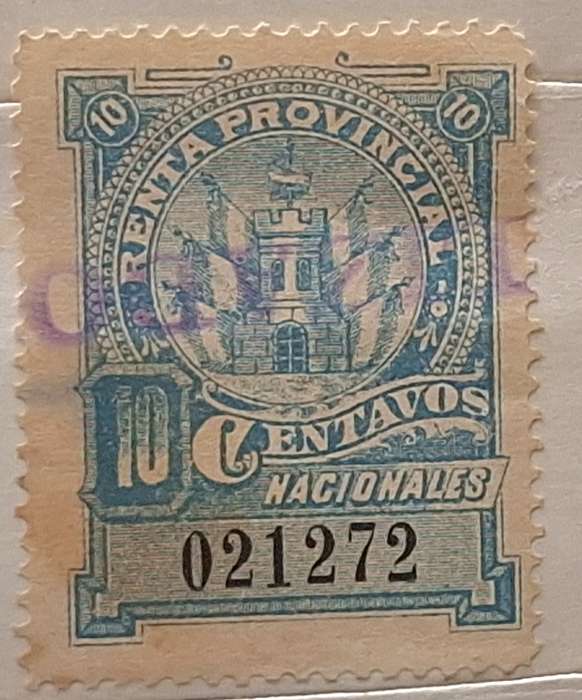 10 10
RENTA PROVINCIAL
10 CENTAVOS
NACIONALES
021272